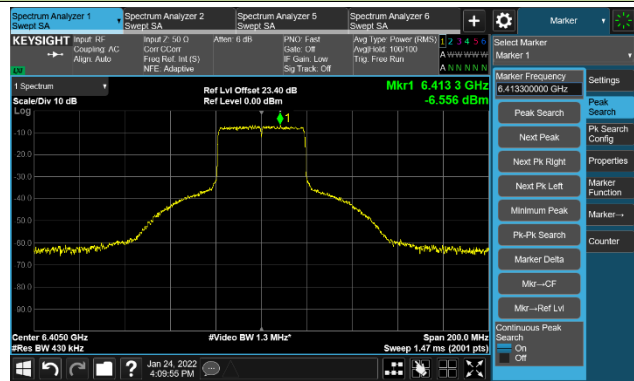 Spectrum Analyzer 1
Swept SA
Spectrum Analyzer 2
Swept SA
Spectrum Analyzer 5
Swept SA
Spectrum Analyzer 6
Swept SA
Marker
KEYSIGHT
Input: RF
Coupling: AC
Align: Auto
Input Z: 50 Ω
Corr CCorr
Freq Ref: Int (S)
NFE: Adaptive
Atten: 6 dB
PNO: Fast
Gate: Off
IF Gain: Low
Sig Track: Off
Avg Type: Power (RMS)
Avg|Hold: 100/100
Trig: Free Run
1 2 3 4 5 6
A W W W W W
A N N N N N
Select Marker
Marker 1
1 Spectrum
Scale/Div 10 dB
Log
Ref Lvl Offset 23.40 dB
Ref Level 0.00 dBm
Mkr1 6.413 3 GHz
-6.556 dBm
1
-10.0
-20.0
-30.0
-40.0
-50.0
-60.0
-70.0
-80.0
-90.0
Center 6.4050 GHz
#Res BW 430 kHz
#Video BW 1.3 MHz*
Span 200.0 MHz
Sweep 1.47 ms (2001 pts)
Marker Frequency
6.413300000 GHz
Peak Search
Next Peak
Next Pk Right
Next Pk Left
Minimum Peak
Pk-Pk Search
Marker Delta
Mkr→CF
Mkr→Ref Lvl
Continuous Peak
Search
On
Off
Settings
Peak
Search
Pk Search
Config
Properties
Marker
Function
Marker→
Counter
Jan 24, 2022
4:09:55 PM